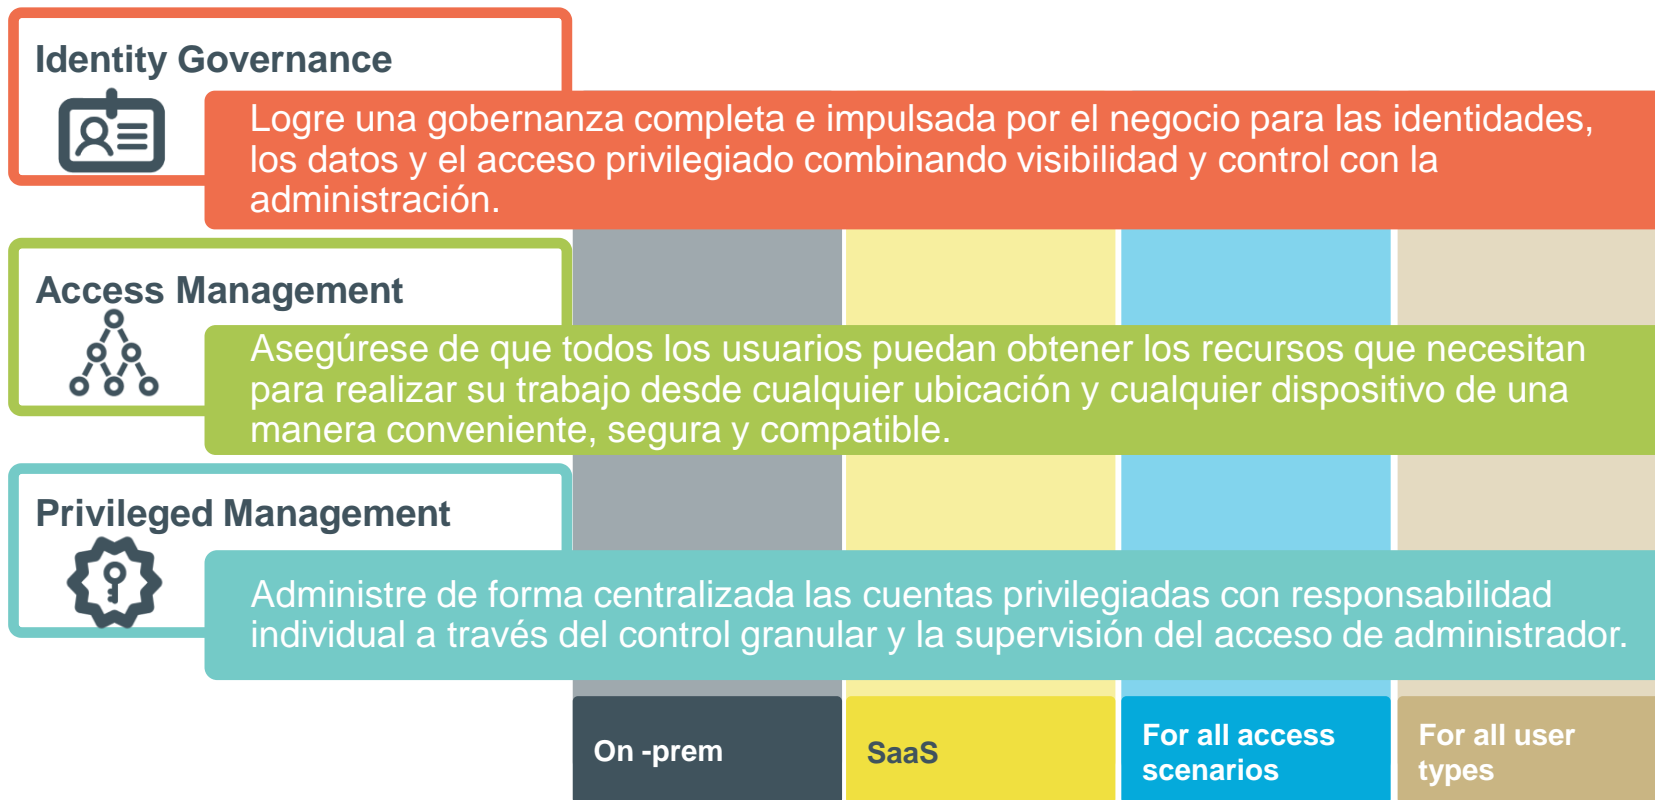 Identity Governance
Logre una gobernanza completa e impulsada por el negocio para las identidades,
los datos y el acceso privilegiado combinando visibilidad y control con la
administración.
Access Management
Asegúrese de que todos los usuarios puedan obtener los recursos que necesitan
para realizar su trabajo desde cualquier ubicación y cualquier dispositivo de una
manera conveniente, segura y compatible.
Privileged Management
Administre de forma centralizada las cuentas privilegiadas con responsabilidad
individual a través del control granular y la supervisión del acceso de administrador.
On -prem
SaaS
For all access
scenarios
For all user
types